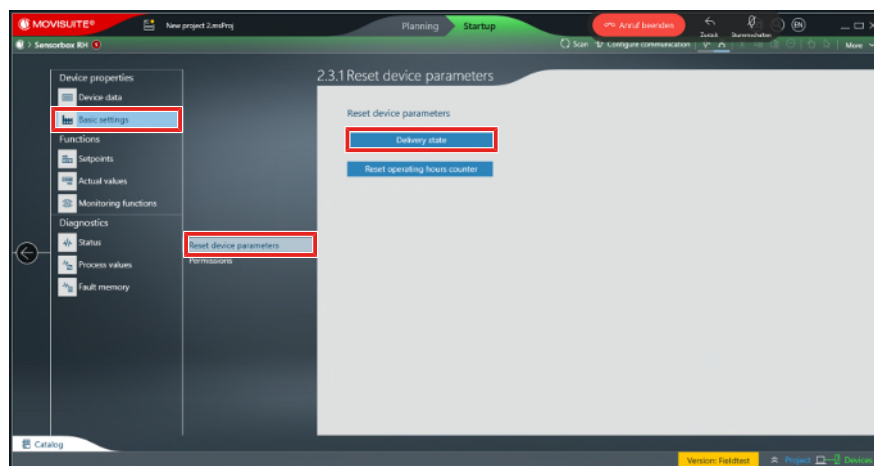 MOVISUITE® New project 2.msProj Planning Startup Anruf beenden Zurück Stummschalten EN
> Sensorbox RH Scan Configure communication More
Device properties
Device data
Basic settings
Functions
Setpoints
Actual values
Monitoring functions
Diagnostics
Status
Process values
Fault memory
Reset device parameters
Permissions
2.3.1 Reset device parameters
Reset device parameters
Delivery state
Reset operating hours counter
Catalog
Version: Fieldtest Project Devices